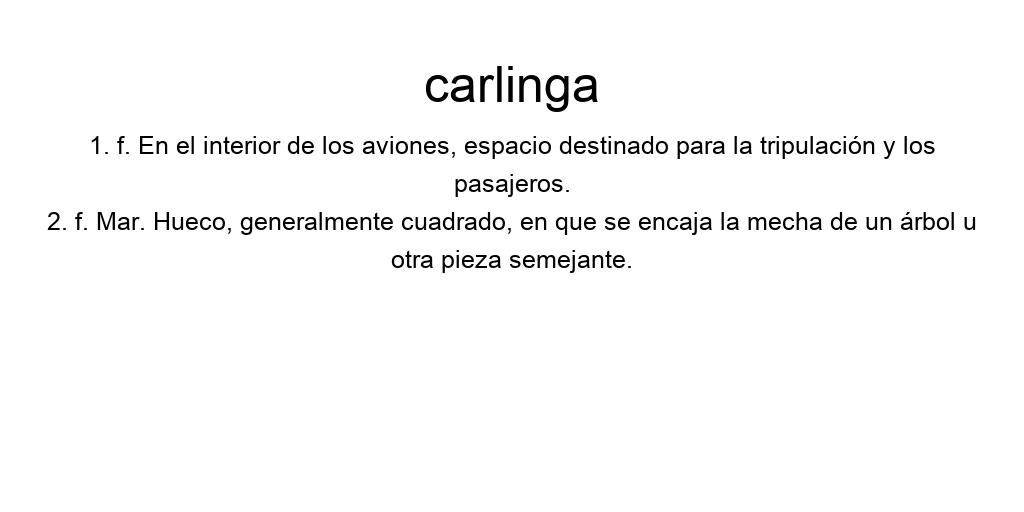 carlinga
1. f. En el interior de los aviones, espacio destinado para la tripulación y los
pasajeros.
2. f. Mar. Hueco, generalmente cuadrado, en que se encaja la mecha de un árbol u
otra pieza semejante.